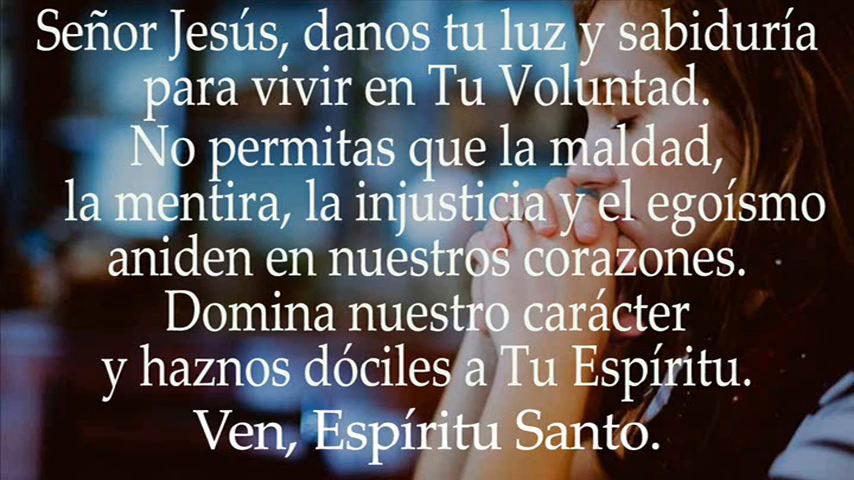 Señor Jesús, danos tu luz y sabiduría
para vivir en Tu Voluntad.
No permitas que la maldad,
la mentira, la injusticia y el egoísmo
aniden en nuestros corazones.
Domina nuestro carácter
y haznos dóciles a Tu Espíritu.
Ven, Espíritu Santo.